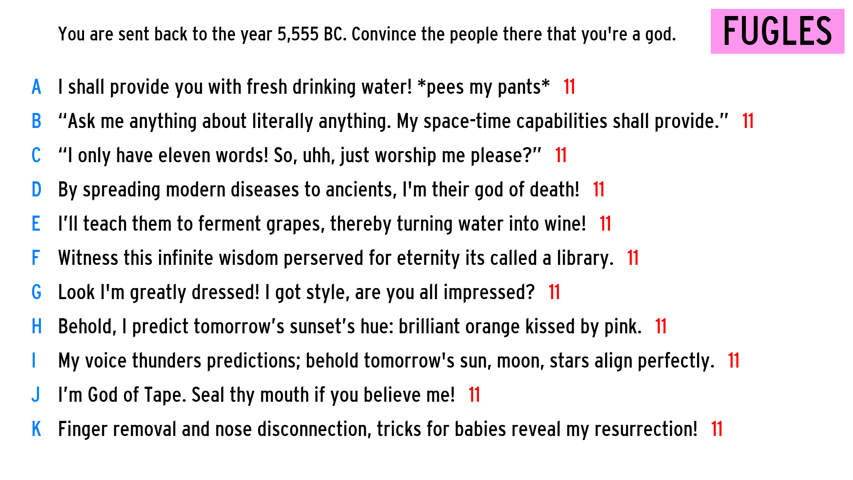 You are sent back to the year 5,555 BC. Convince the people there that you're a god.
FUGLES
A I shall provide you with fresh drinking water! *pees my pants* 11
B “Ask me anything about literally anything. My space-time capabilities shall provide.” 11
C “I only have eleven words! So, uhh, just worship me please?” 11
D By spreading modern diseases to ancients, I'm their god of death! 11
E I’ll teach them to ferment grapes, thereby turning water into wine! 11
F Witness this infinite wisdom perserved for eternity its called a library. 11
G Look I'm greatly dressed! I got style, are you all impressed? 11
H Behold, I predict tomorrow’s sunset’s hue: brilliant orange kissed by pink. 11
I My voice thunders predictions; behold tomorrow's sun, moon, stars align perfectly. 11
J I’m God of Tape. Seal thy mouth if you believe me! 11
K Finger removal and nose disconnection, tricks for babies reveal my resurrection! 11